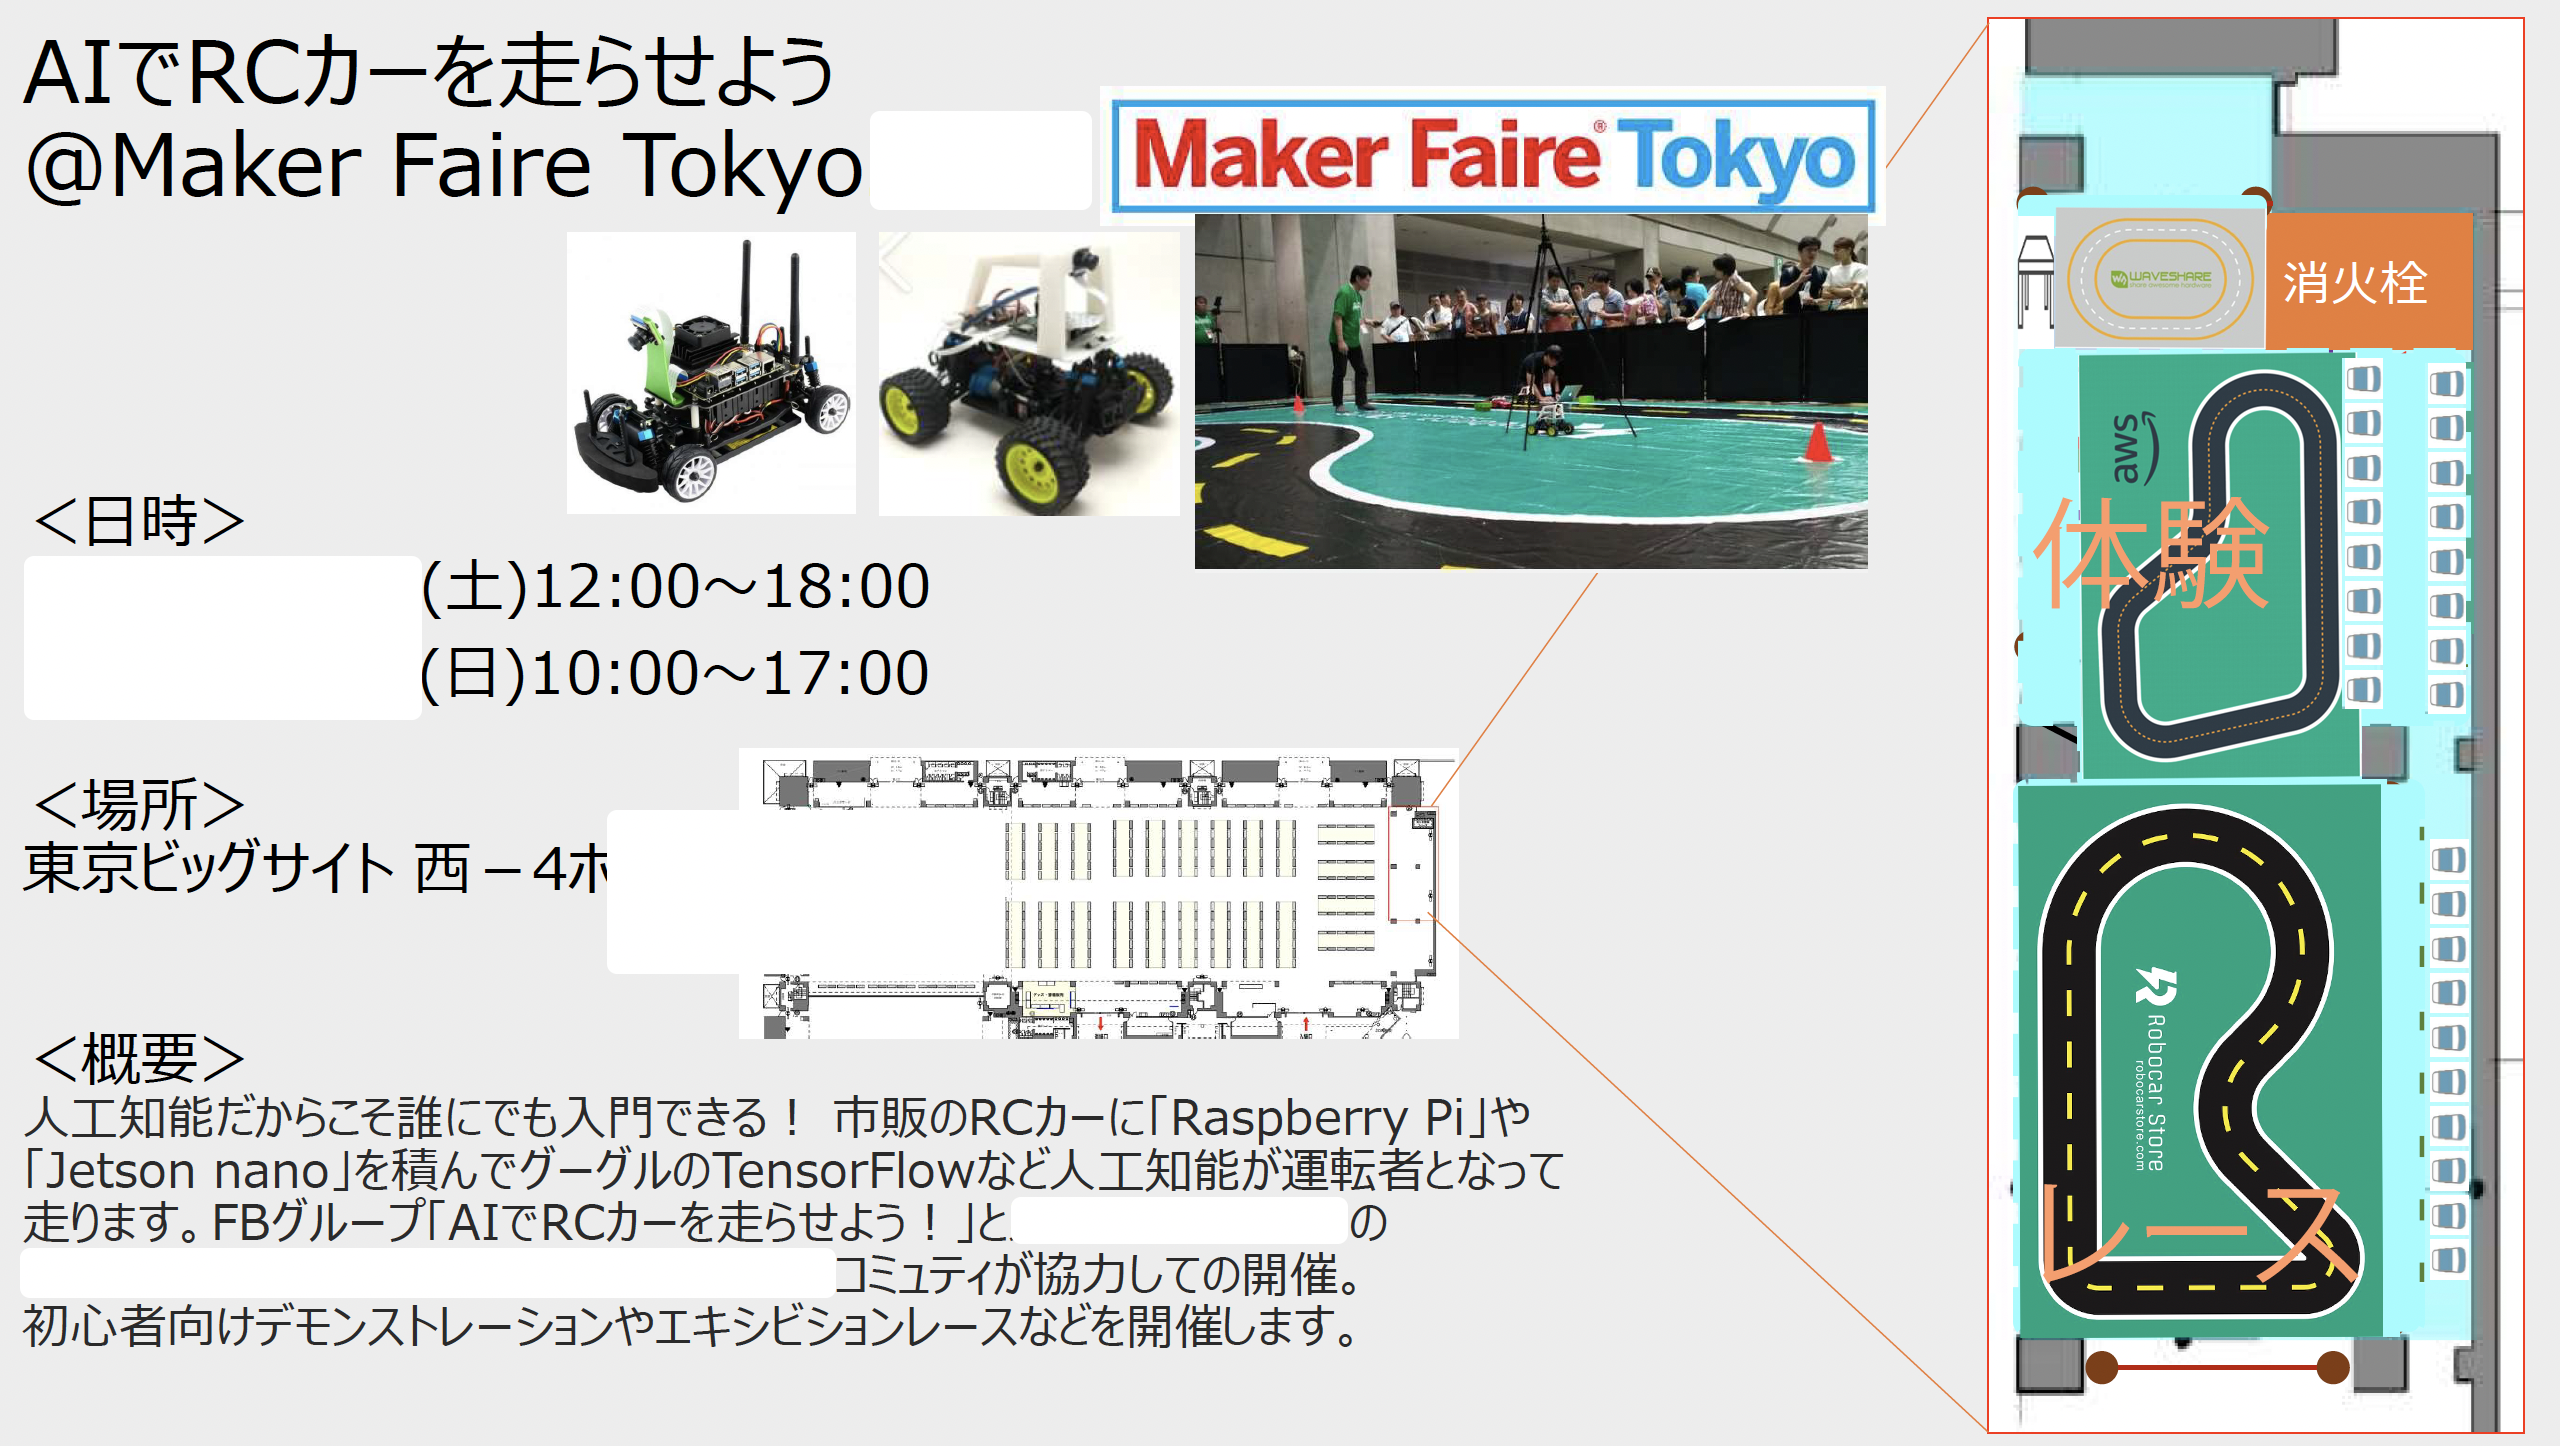 AIでRCカーを走らせよう
@Maker Faire Tokyo
Maker Faire® Tokyo
<日時>
(土)12:00～18:00
(日)10:00～17:00
<場所>
東京ビッグサイト 西－4ホ
<概要>
人工知能だからこそ誰にでも入門できる！ 市販のRCカーに「Raspberry Pi」や
「Jetson nano」を積んでグーグルのTensorFlowなど人工知能が運転者となって
走ります。FBグループ「AIでRCカーを走らせよう！」と の
コミュティが協力しての開催。
初心者向けデモンストレーションやエキシビションレースなどを開催します。
WAVESHARE
share awesome hardware
消火栓
aws
体験
Robocar Store
robocarstore.com
レース